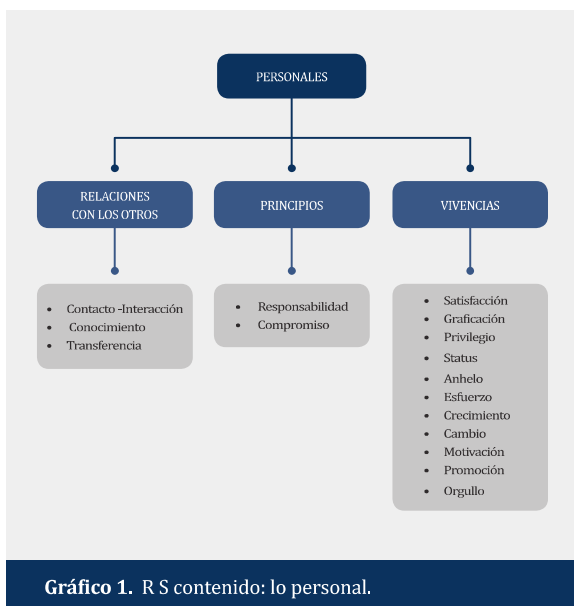 PERSONALES
RELACIONES
CON LOS OTROS
PRINCIPIOS
VIVENCIAS
• Contacto -Interacción
• Conocimiento
• Transferencia
• Responsabilidad
• Compromiso
• Satisfacción
• Graficación
• Privilegio
• Status
• Anhelo
• Esfuerzo
• Crecimiento
• Cambio
• Motivación
• Promoción
• Orgullo
Gráfico 1. R S contenido: lo personal.